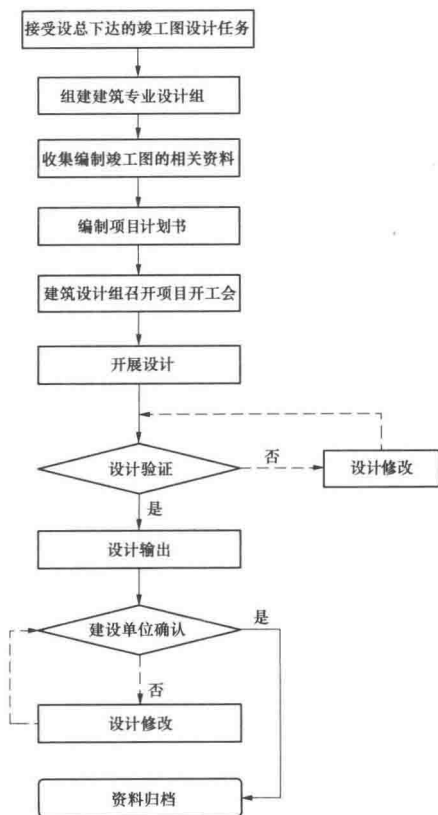 接受设总下达的竣工图设计任务
组建建筑专业设计组
收集编制竣工图的相关资料
编制项目计划书
建筑设计组召开项目开工会
开展设计
设计验证
否
设计修改
是
设计输出
建设单位确认
是
否
设计修改
资料归档